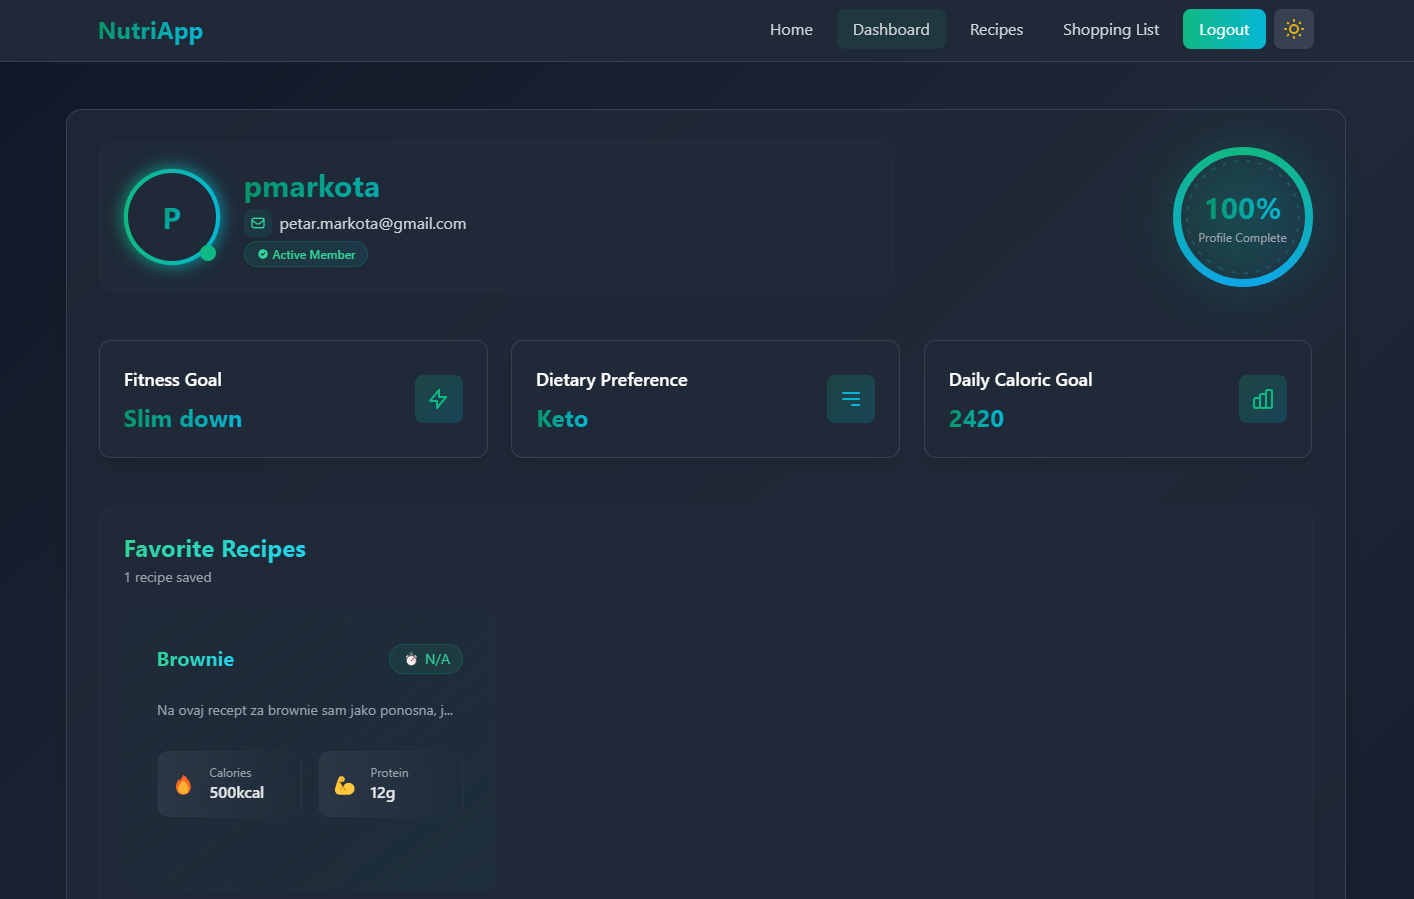 NutriApp
Home
Dashboard
Recipes
Shopping List
Logout
P
pmarkota
petar.markota@gmail.com
Active Member
100%
Profile Complete
Fitness Goal
Slim down
Dietary Preference
Keto
Daily Caloric Goal
2420
Favorite Recipes
1 recipe saved
Brownie
N/A
Na ovaj recept za brownie sam jako ponosna, j...
Calories
500kcal
Protein
12g